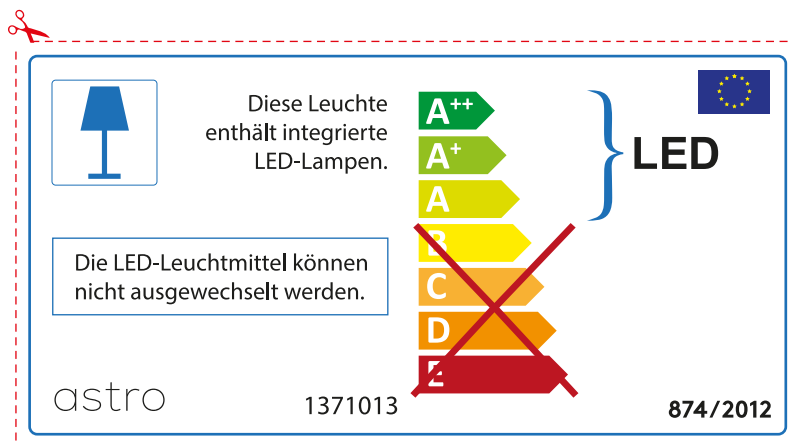 Diese Leuchte
enthält integrierte
LED-Lampen.
A++
A+
A
B
C
D
E
LED
Die LED-Leuchtmittel können
nicht ausgewechselt werden.
astro
1371013
874/2012